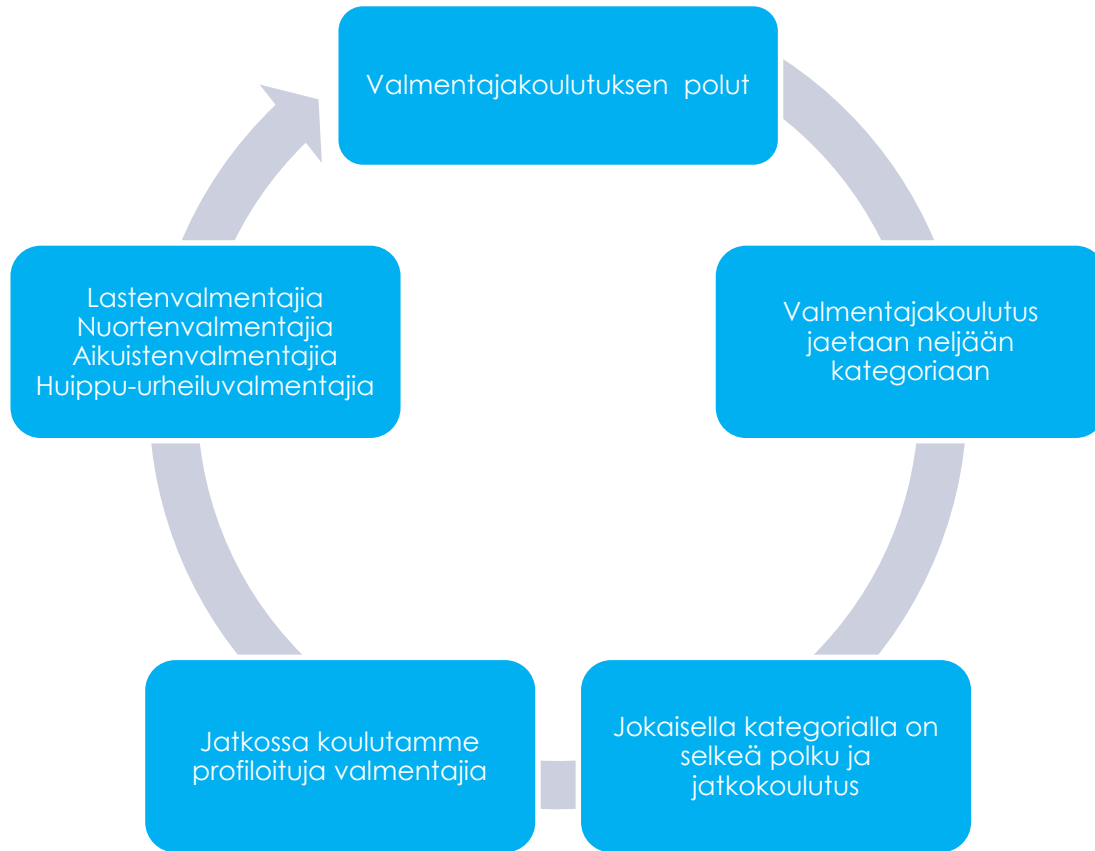 Valmentajakoulutuksen  polut
Valmentajakoulutus
jaetaan neljään
kategoriaan
Jokaisella kategorialla on
selkeä polku ja
jatkokoulutus
Jatkossa koulutamme
profiloituja valmentajia
Lastenvalmentajia
Nuortenvalmentajia
Aikuistenvalmentajia
Huippu-urheiluvalmentajia